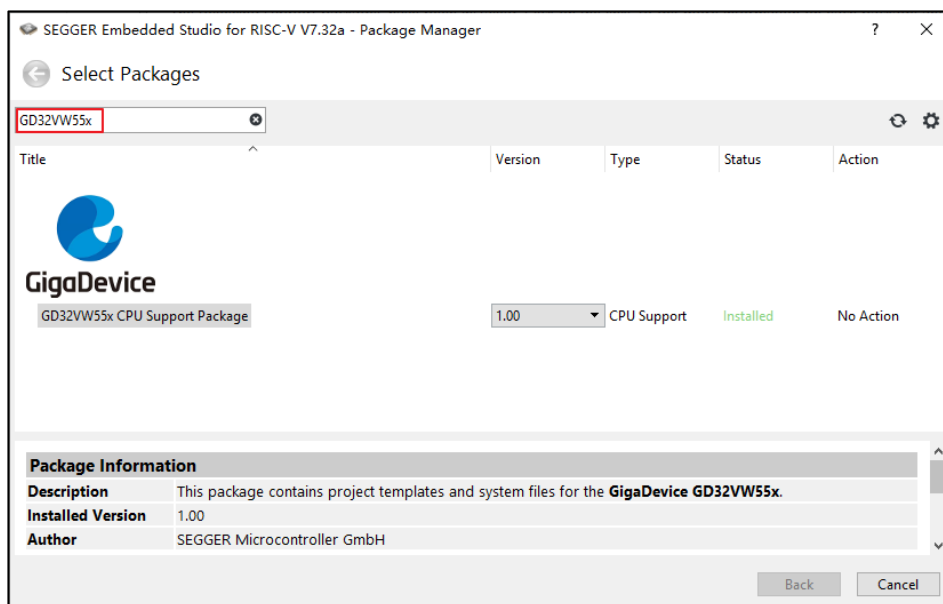 SEGGER Embedded Studio for RISC-V V7.32a - Package Manager
Select Packages
GD32VW55x
Title Version Type Status Action
GigaDevice
GD32VW55x CPU Support Package 1.00 CPU Support Installed No Action
Package Information
Description This package contains project templates and system files for the GigaDevice GD32VW55x.
Installed Version 1.00
Author SEGGER Microcontroller GmbH
Back Cancel